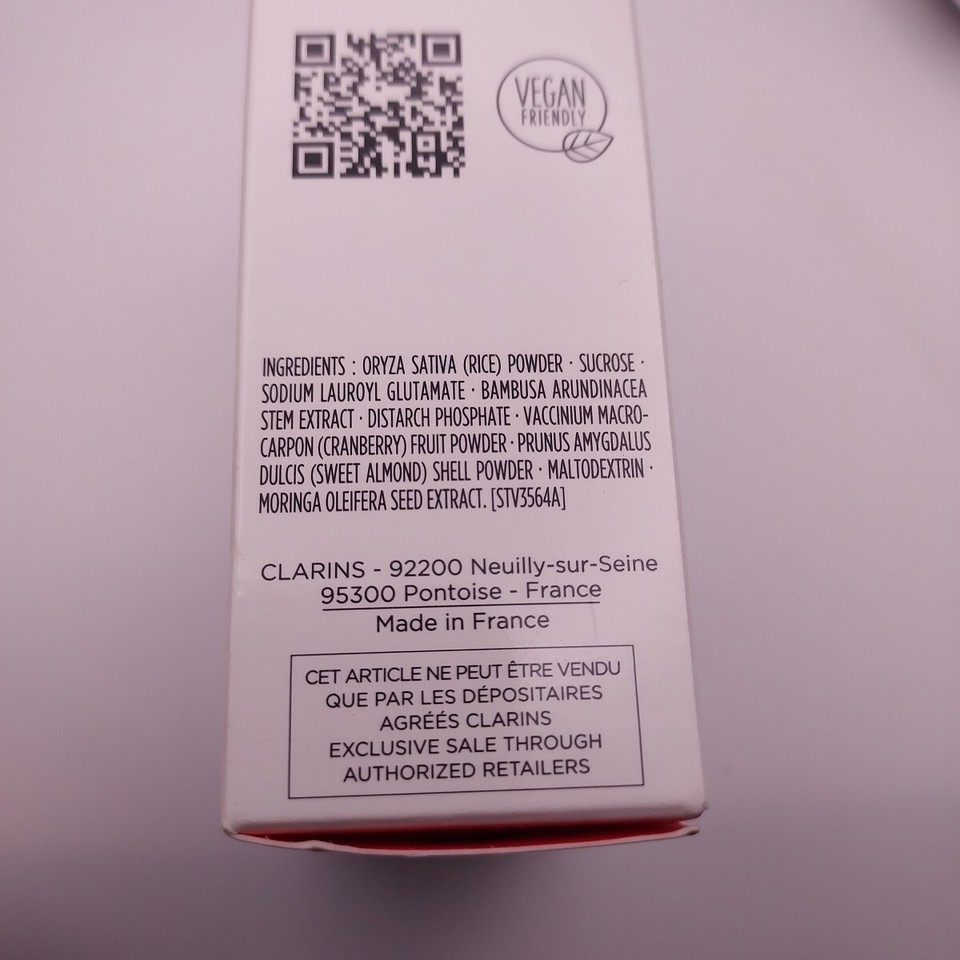 VEGAN
FRIENDLY
INGREDIENTS : ORYZA SATIVA (RICE) POWDER · SUCROSE ·
SODIUM LAUROYL GLUTAMATE · BAMBUSA ARUNDINACEA
STEM EXTRACT · DISTARCH PHOSPHATE · VACCINIUM MACRO-
CARPON (CRANBERRY) FRUIT POWDER · PRUNUS AMYGDALUS
DULCIS (SWEET ALMOND) SHELL POWDER · MALTODEXTRIN ·
MORINGA OLEIFERA SEED EXTRACT. [STV3564A]
CLARINS - 92200 Neuilly-sur-Seine
95300 Pontoise - France
Made in France
CET ARTICLE NE PEUT ÊTRE VENDU
QUE PAR LES DÉPOSITAIRES
AGRÉÉS CLARINS
EXCLUSIVE SALE THROUGH
AUTHORIZED RETAILERS